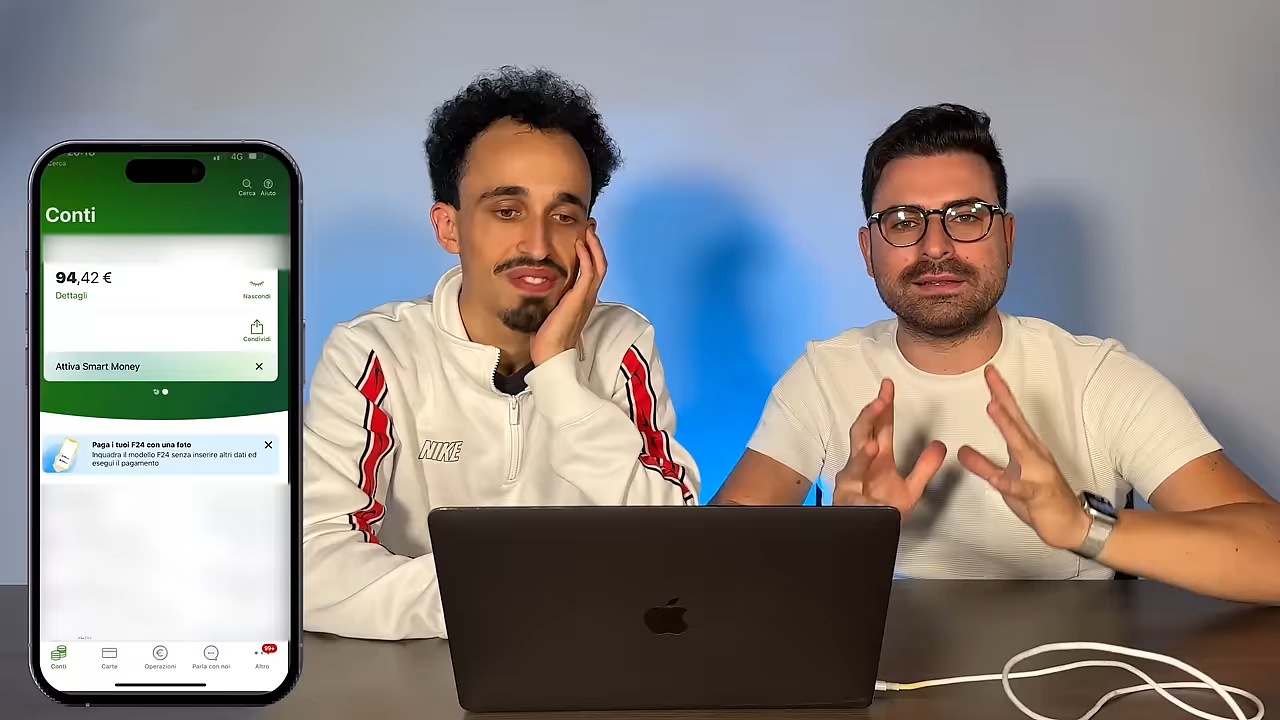 4G
Cerca
Cerca Aiuto
Conti
94,42 €
Dettagli
Nascondi
Condividi
Attiva Smart Money
Paga i tuoi F24 con una foto
Inquadra il modello F24 senza inserire altri dati ed
esegui il pagamento
NIKE
99+
Conti Carte Operazioni Parla con noi Altro